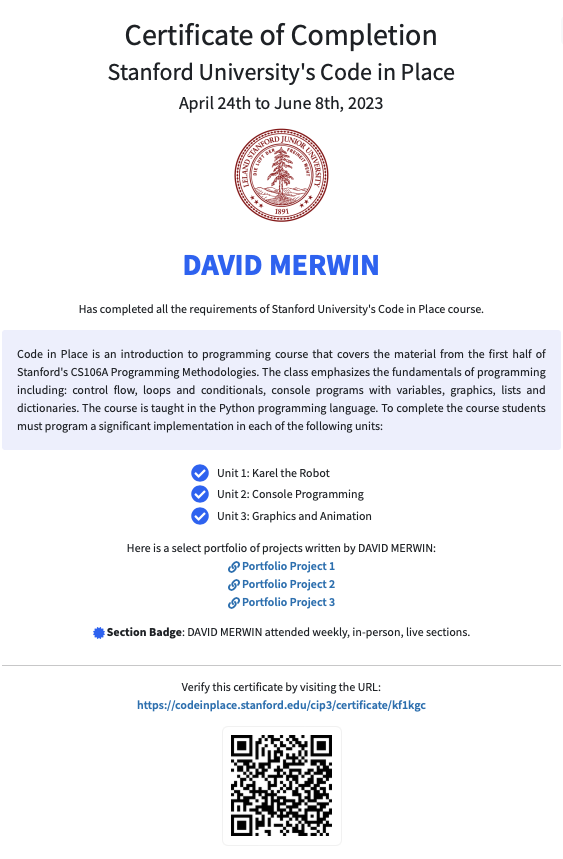 Certificate of Completion
Stanford University's Code in Place
April 24th to June 8th, 2023
LELAND STANFORD JUNIOR UNIVERSITY
DIE LUFT DER FREIHEIT WEHT
1891
DAVID MERWIN
Has completed all the requirements of Stanford University's Code in Place course.
Code in Place is an introduction to programming course that covers the material from the first half of
Stanford's CS106A Programming Methodologies. The class emphasizes the fundamentals of programming
including: control flow, loops and conditionals, console programs with variables, graphics, lists and
dictionaries. The course is taught in the Python programming language. To complete the course students
must program a significant implementation in each of the following units:
Unit 1: Karel the Robot
Unit 2: Console Programming
Unit 3: Graphics and Animation
Here is a select portfolio of projects written by DAVID MERWIN:
Portfolio Project 1
Portfolio Project 2
Portfolio Project 3
Section Badge: DAVID MERWIN attended weekly, in-person, live sections.
Verify this certificate by visiting the URL:
https://codeinplace.stanford.edu/cip3/certificate/kf1kgc